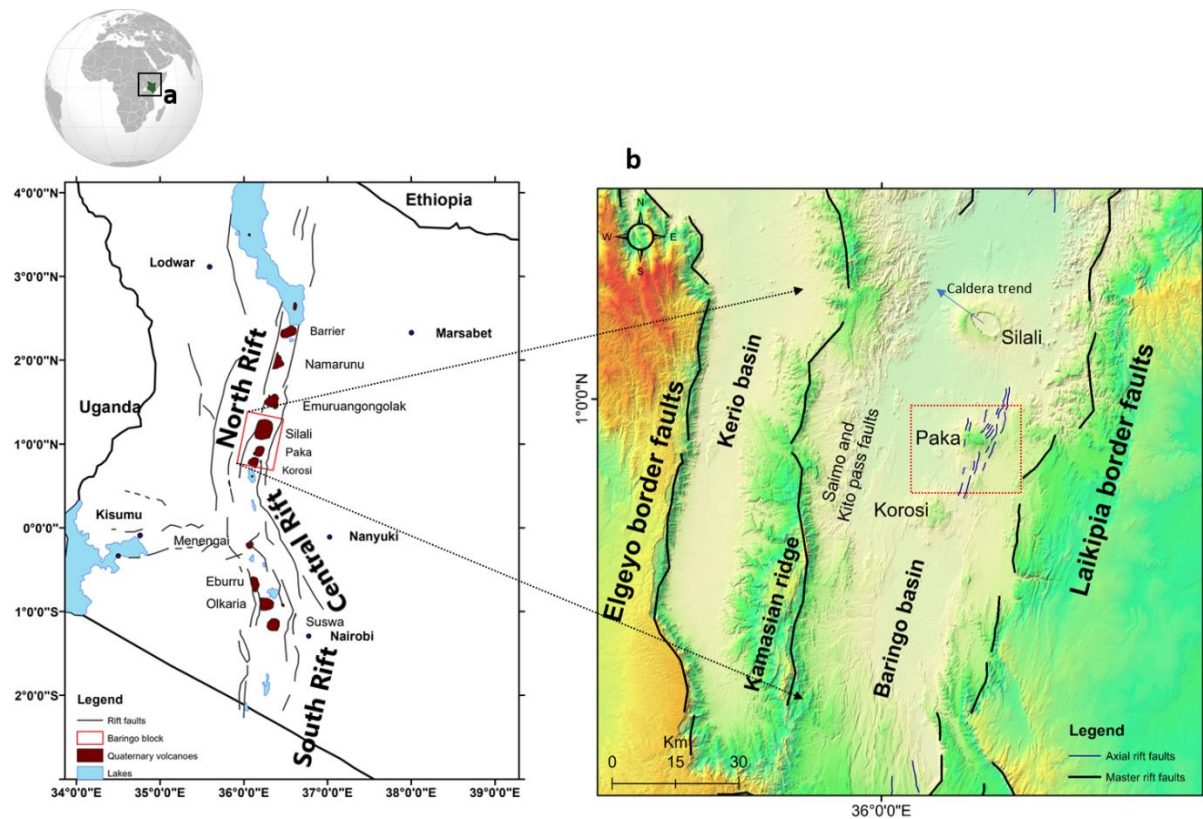 a
b
4°0'0"N
3°0'0"N
2°0'0"N
1°0'0"N
0°0'0"
1°0'0"S
2°0'0"S
34°0'0"E
35°0'0"E
36°0'0"E
37°0'0"E
38°0'0"E
39°0'0"E
Ethiopia
Lodwar
Marsabet
Barrier
Namarunu
Emuruangongolak
North Rift
Uganda
Silali
Paka
Korosi
Kisumu
Menengai
Nanyuki
Central Rift
Eburru
Olkaria
Suswa
Nairobi
South Rift
Legend
Rift faults
Baringo block
Quaternary volcanoes
Lakes
N
W
E
S
Caldera trend
Silali
1°0'0"N
Elgeyo border faults
Kerio basin
Saimo and
Kito pass faults
Paka
Korosi
Kamasian ridge
Baringo basin
Laikipia border faults
Km
0
15
30
Legend
Axial rift faults
Master rift faults
36°0'0"E